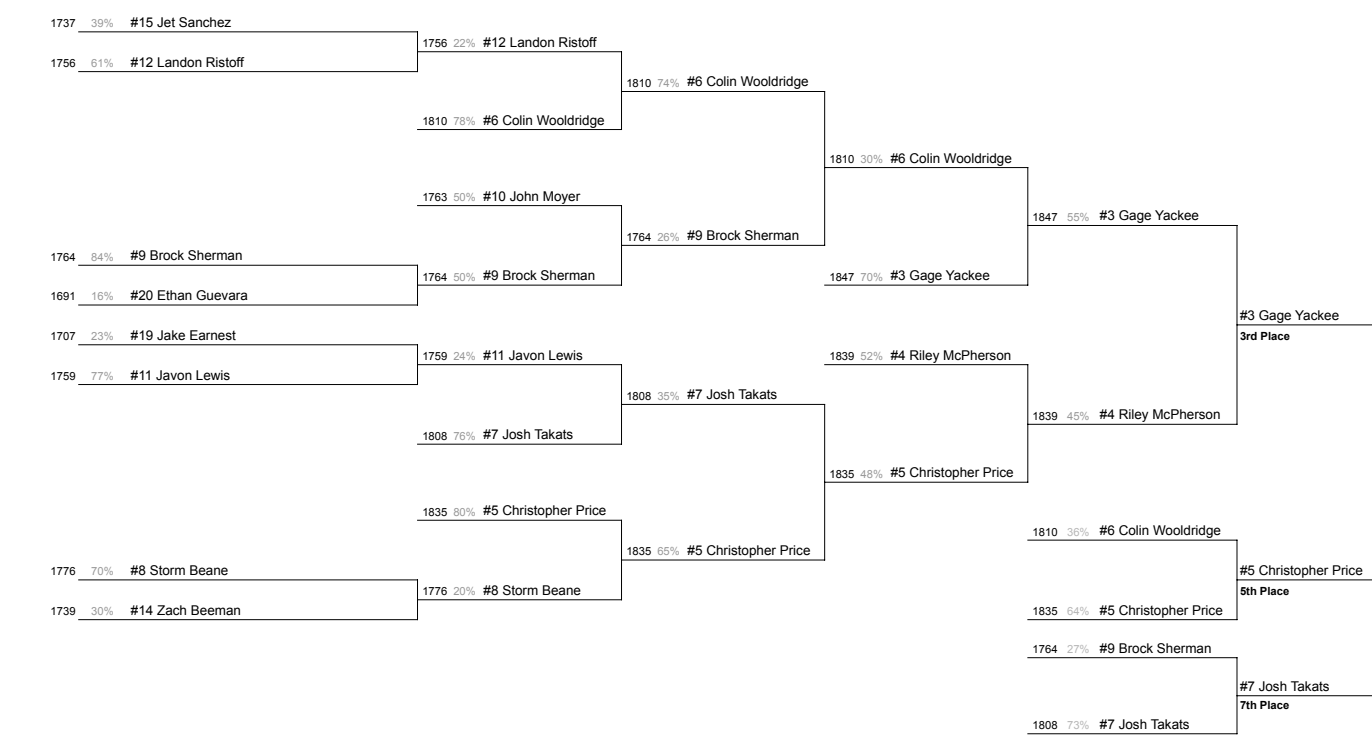 1737 39% #15 Jet Sanchez
1756 22% #12 Landon Ristoff
1756 61% #12 Landon Ristoff
1810 74% #6 Colin Wooldridge
1810 78% #6 Colin Wooldridge
1810 30% #6 Colin Wooldridge
1763 50% #10 John Moyer
1847 55% #3 Gage Yackee
1764 26% #9 Brock Sherman
1764 84% #9 Brock Sherman
1764 50% #9 Brock Sherman
1847 70% #3 Gage Yackee
1691 16% #20 Ethan Guevara
#3 Gage Yackee
3rd Place
1707 23% #19 Jake Earnest
1759 24% #11 Javon Lewis
1839 52% #4 Riley McPherson
1759 77% #11 Javon Lewis
1808 35% #7 Josh Takats
1839 45% #4 Riley McPherson
1808 76% #7 Josh Takats
1835 48% #5 Christopher Price
1835 80% #5 Christopher Price
1810 36% #6 Colin Wooldridge
1835 65% #5 Christopher Price
1776 70% #8 Storm Beane
#5 Christopher Price
5th Place
1776 20% #8 Storm Beane
1739 30% #14 Zach Beeman
1835 64% #5 Christopher Price
1764 27% #9 Brock Sherman
#7 Josh Takats
7th Place
1808 73% #7 Josh Takats